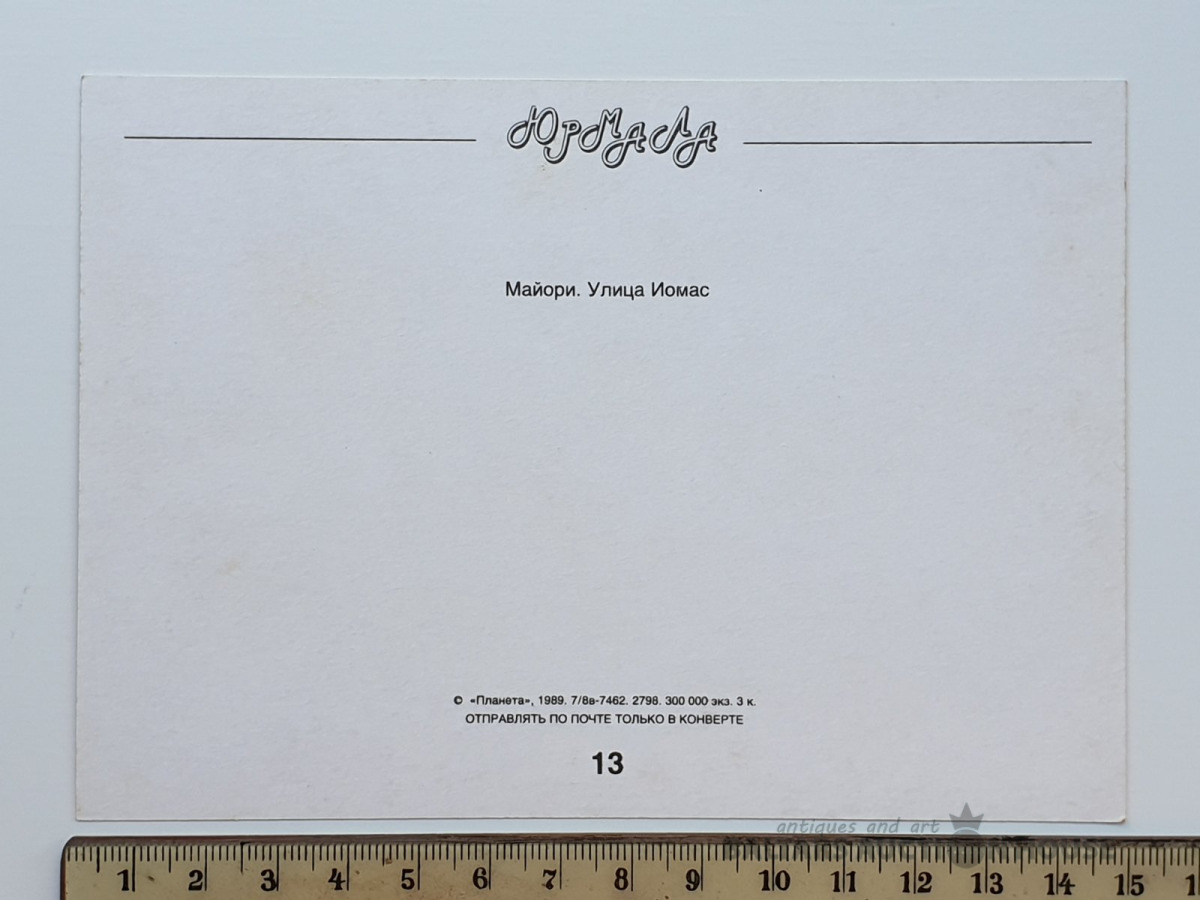 ЮРМАЛА
Майори. Улица Иомас
© «Планета», 1989. 7/8в-7462. 2798. 300 000 экз. 3 к.
ОТПРАВЛЯТЬ ПО ПОЧТЕ ТОЛЬКО В КОНВЕРТЕ
13
antiques and art
1 2 3 4 5 6 7 8 9 10 11 12 13 14 15